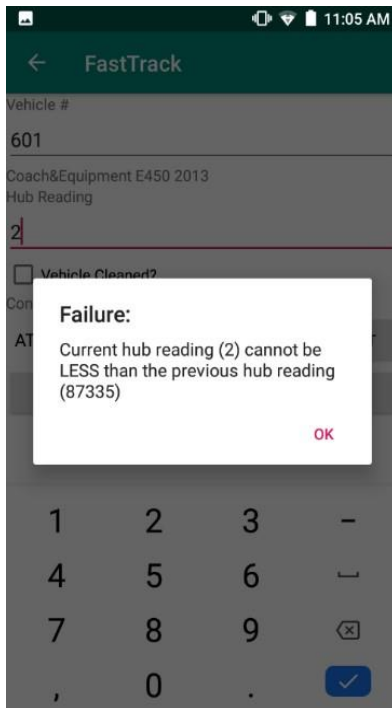 11:05 AM
FastTrack
Vehicle #
601
Coach&Equipment E450 2013
Hub Reading
2
Vehicle Cleaned?
Con
AT
Failure:
Current hub reading (2) cannot be
LESS than the previous hub reading
(87335)
OK
1 2 3 -
4 5 6
7 8 9
, 0 .